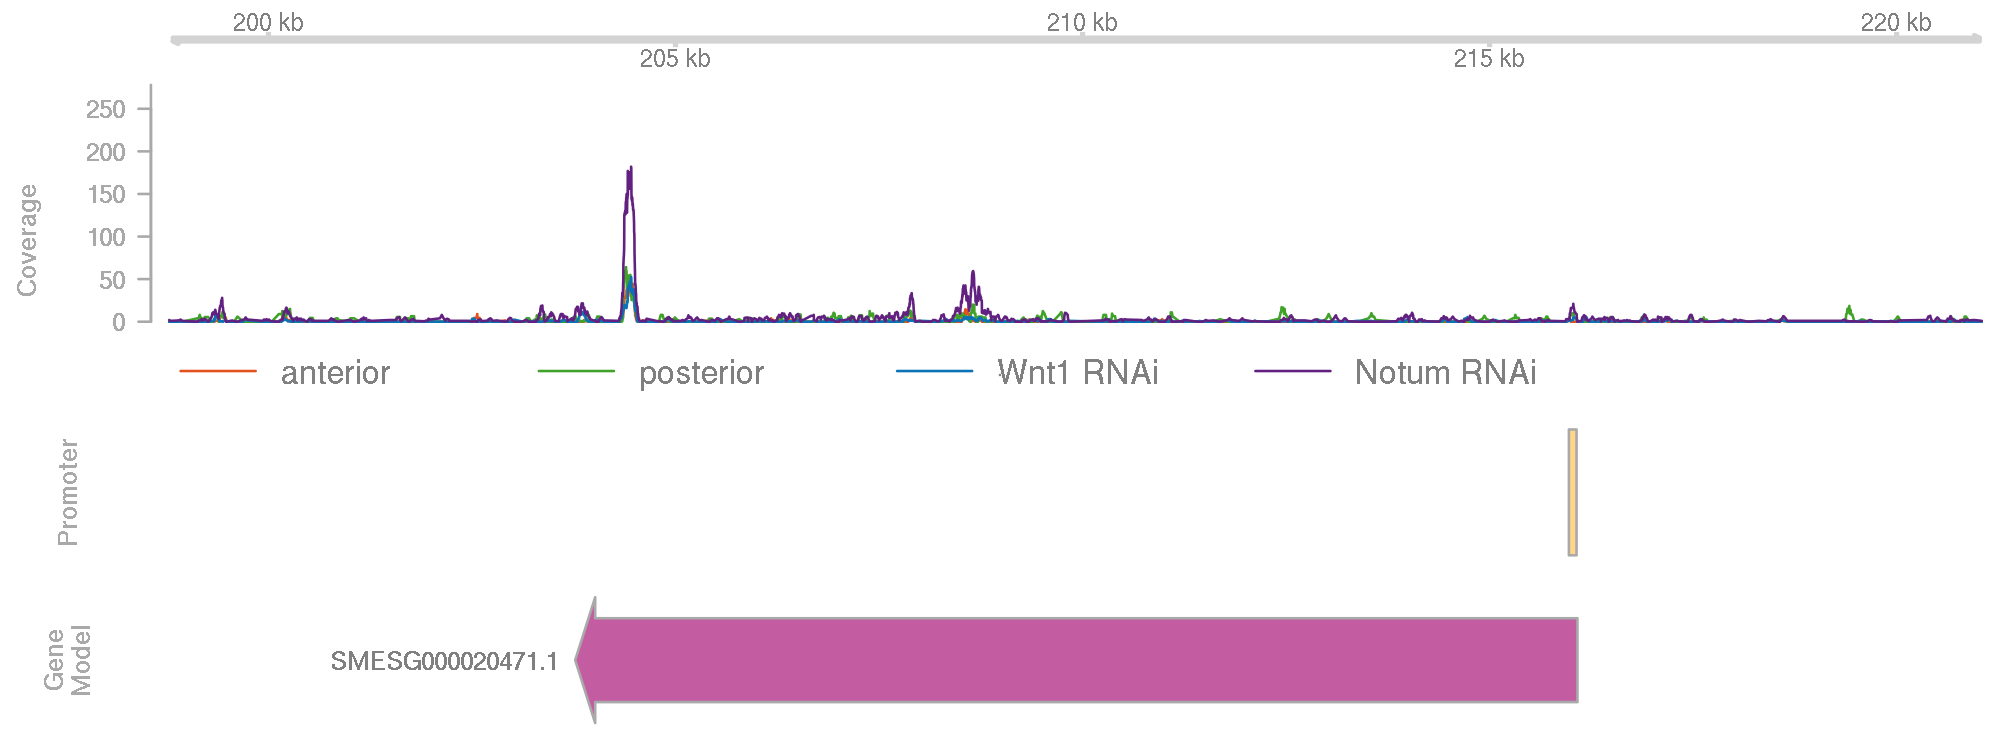 200 kb 210 kb 220 kb
205 kb 215 kb
Coverage
250
200
150
100
50
0
anterior posterior Wnt1 RNAi Notum RNAi
Promoter
Gene
Model
SMESG000020471.1